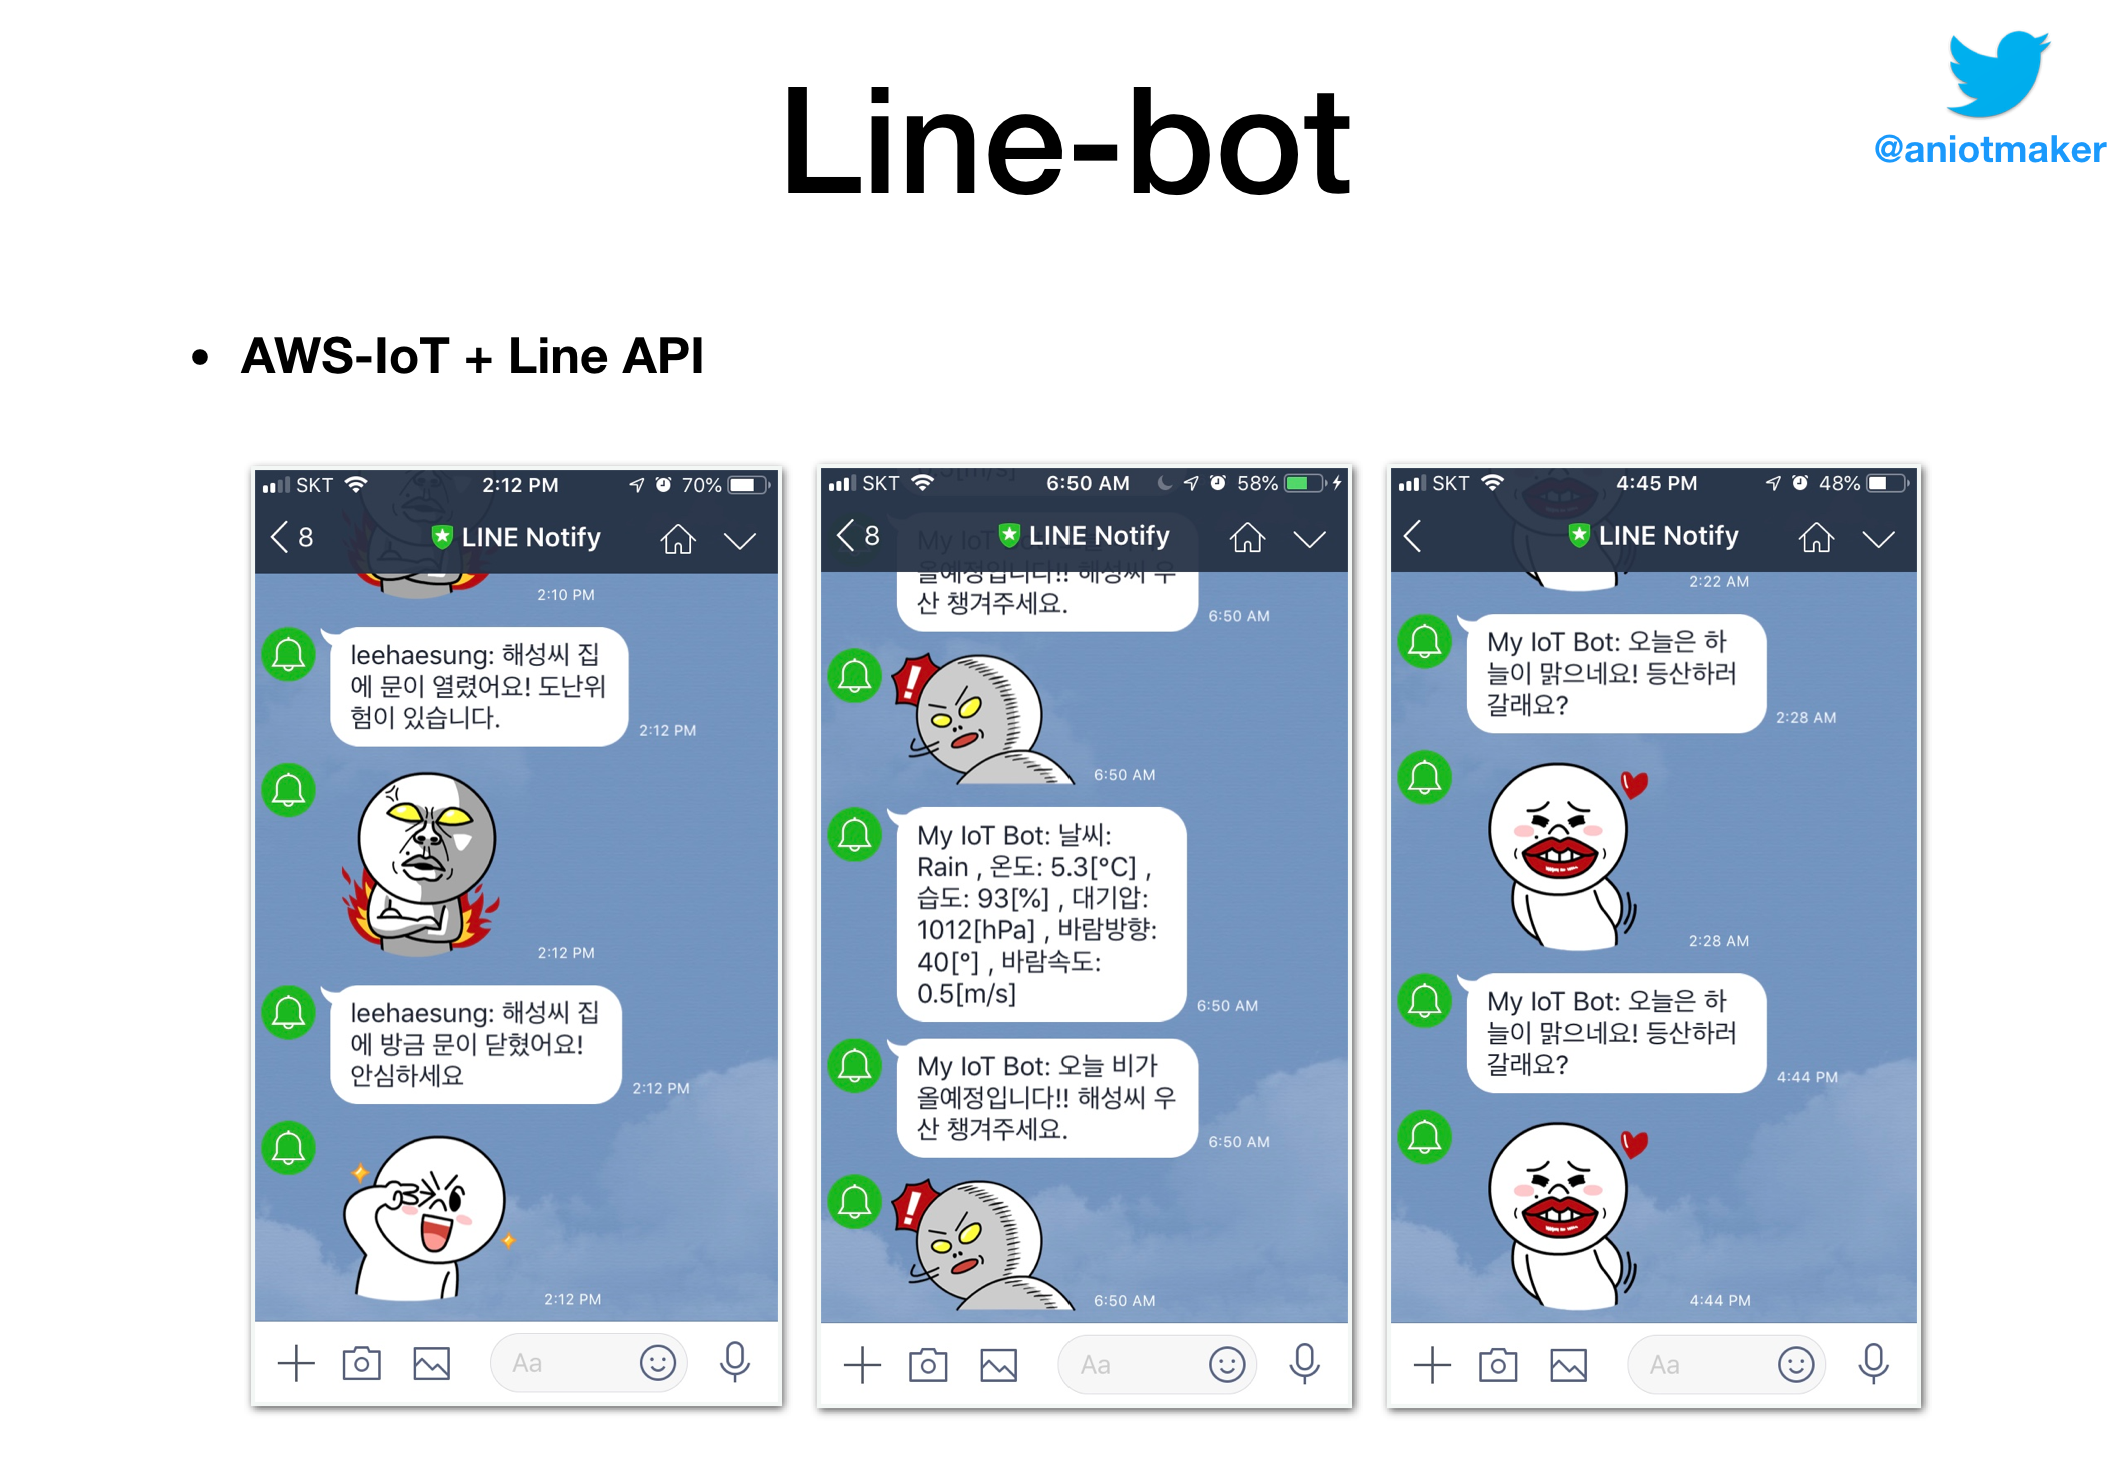 Line-bot
@aniotmaker
• AWS-IoT + Line API
SKT 2:12 PM 70%
8 LINE Notify
2:10 PM
leehaesung: 해성씨 집
에 문이 열렸어요! 도난위
험이 있습니다.
2:12 PM
2:12 PM
leehaesung: 해성씨 집
에 방금 문이 닫혔어요!
안심하세요
2:12 PM
2:12 PM
Aa
SKT 6:50 AM 58%
8 LINE Notify
올예정입니다!! 해성씨 우
산 챙겨주세요.
6:50 AM
6:50 AM
My IoT Bot: 날씨:
Rain , 온도: 5.3[°C] ,
습도: 93[%] , 대기압:
1012[hPa] , 바람방향:
40[°] , 바람속도:
0.5[m/s]
6:50 AM
My IoT Bot: 오늘 비가
올예정입니다!! 해성씨 우
산 챙겨주세요.
6:50 AM
6:50 AM
Aa
SKT 4:45 PM 48%
LINE Notify
2:22 AM
My IoT Bot: 오늘은 하
늘이 맑으네요! 등산하러
갈래요?
2:28 AM
2:28 AM
My IoT Bot: 오늘은 하
늘이 맑으네요! 등산하러
갈래요?
4:44 PM
4:44 PM
Aa